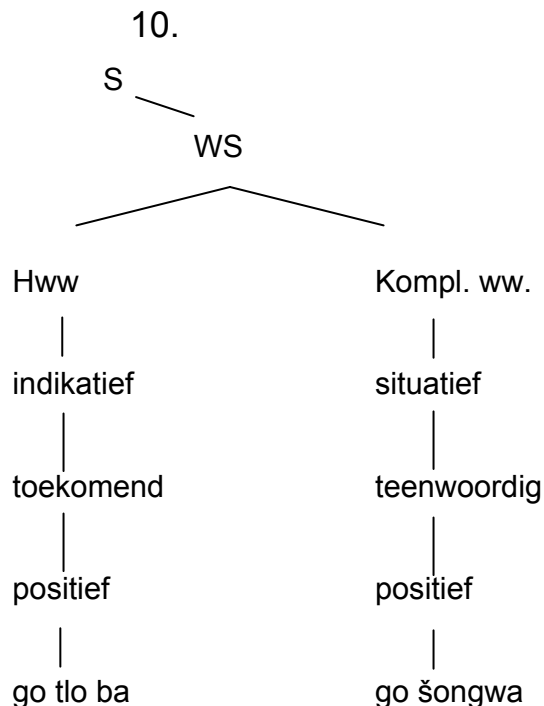 10.
S
WS
Hww Kompl. ww.
indikatief situatief
toekomend teenwoordig
positief positief
go tlo ba go šongwa